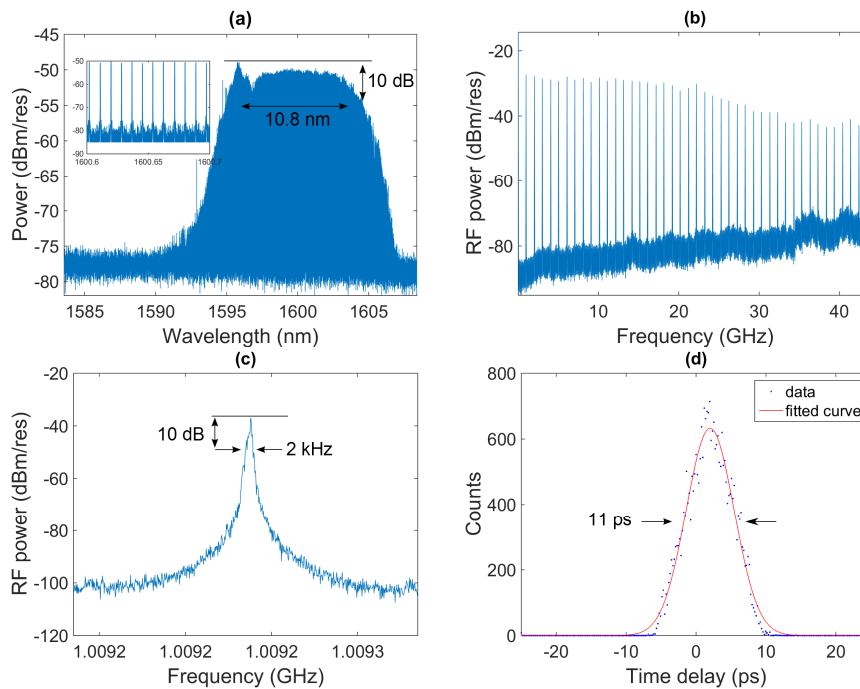 (a)
-45
-50
-55
-60
-65
-70
-75
-80
Power (dBm/res)
1585
1590
1595
1600
1605
Wavelength (nm)
10 dB
10.8 nm
-50
-60
-70
-80
-90
1600.6
1600.65
1600.7
(b)
-20
-40
-60
-80
RF power (dBm/res)
10
20
30
40
Frequency (GHz)
(c)
-20
-40
-60
-80
-100
-120
RF power (dBm/res)
10 dB
2 kHz
1.0092
1.0092
1.0092
1.0093
Frequency (GHz)
(d)
800
600
400
200
0
Counts
data
fitted curve
11 ps
-20
-10
0
10
20
Time delay (ps)